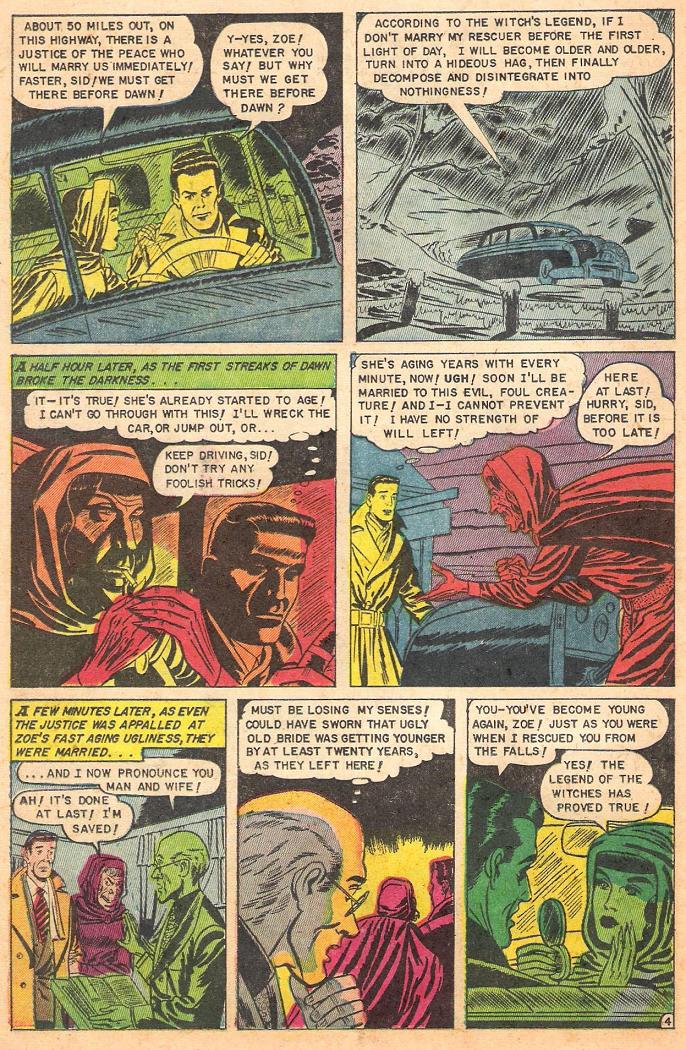 ABOUT 50 MILES OUT, ON
THIS HIGHWAY, THERE IS A
JUSTICE OF THE PEACE WHO
WILL MARRY US IMMEDIATELY!
FASTER, SID! WE MUST GET
THERE BEFORE DAWN!
Y-YES, ZOE!
WHATEVER YOU
SAY! BUT WHY
MUST WE GET
THERE BEFORE
DAWN?
ACCORDING TO THE WITCH'S LEGEND, IF I
DON'T MARRY MY RESCUER BEFORE THE FIRST
LIGHT OF DAY, I WILL BECOME OLDER AND OLDER,
TURN INTO A HIDEOUS HAG, THEN FINALLY
DECOMPOSE AND DISINTEGRATE INTO
NOTHINGNESS!
A HALF HOUR LATER, AS THE FIRST STREAKS OF DAWN
BROKE THE DARKNESS...
IT-IT'S TRUE! SHE'S ALREADY STARTED TO AGE!
I CAN'T GO THROUGH WITH THIS! I'LL WRECK THE
CAR, OR JUMP OUT, OR...
KEEP DRIVING, SID!
DON'T TRY ANY
FOOLISH TRICKS!
SHE'S AGING YEARS WITH EVERY
MINUTE, NOW! UGH! SOON I'LL BE
MARRIED TO THIS EVIL, FOUL CREA-
TURE! AND I-I CANNOT PREVENT
IT! I HAVE NO STRENGTH OF
WILL LEFT!
HERE
AT LAST!
HURRY, SID,
BEFORE IT IS
TOO LATE!
A FEW MINUTES LATER, AS EVEN
THE JUSTICE WAS APPALLED AT
ZOE'S FAST AGING UGLINESS, THEY
WERE MARRIED...
...AND I NOW PRONOUNCE YOU
MAN AND WIFE!
AH! IT'S DONE
AT LAST! I'M
SAVED!
MUST BE LOSING MY SENSES!
COULD HAVE SWORN THAT UGLY
OLD BRIDE WAS GETTING YOUNGER
BY AT LEAST TWENTY YEARS,
AS THEY LEFT HERE!
YOU-YOU'VE BECOME YOUNG
AGAIN, ZOE! JUST AS YOU WERE
WHEN I RESCUED YOU FROM
THE FALLS!
YES! THE
LEGEND OF THE
WITCHES HAS
PROVED TRUE!
4